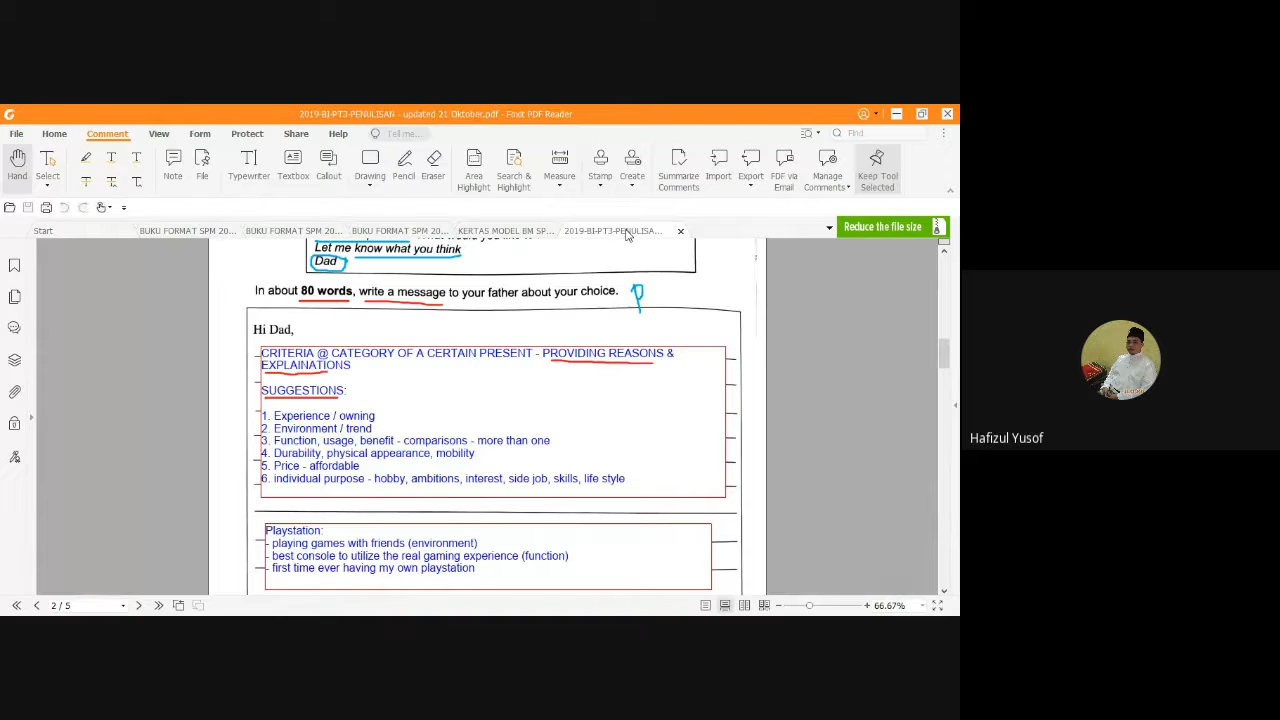 2019-BI-PT3-PENULISAN - updated 21 Oktober.pdf - Foxit PDF Reader
File Home Comment View Form Protect Share Help Tell me... Find
Note File Typewriter Textbox Callout Drawing Pencil Eraser Area Highlight Search & Highlight Measure Stamp Create Summarize Comments Import Export FDF via Email Manage Comments Keep Tool Selected
Hand Select
Start BUKU FORMAT SPM 20... BUKU FORMAT SPM 20... BUKU FORMAT SPM 20... KERTAS MODEL BM SP... 2019-BI-PT3-PENULISA... Reduce the file size
Let me know what you think
Dad
In about 80 words, write a message to your father about your choice.
Hi Dad,
CRITERIA @ CATEGORY OF A CERTAIN PRESENT - PROVIDING REASONS &
EXPLAINATIONS
SUGGESTIONS:
1. Experience / owning
2. Environment / trend
3. Function, usage, benefit - comparisons - more than one
4. Durability, physical appearance, mobility
5. Price - affordable
6. individual purpose - hobby, ambitions, interest, side job, skills, life style
Playstation:
- playing games with friends (environment)
- best console to utilize the real gaming experience (function)
- first time ever having my own playstation
2 / 5 66.67%
Hafizul Yusof